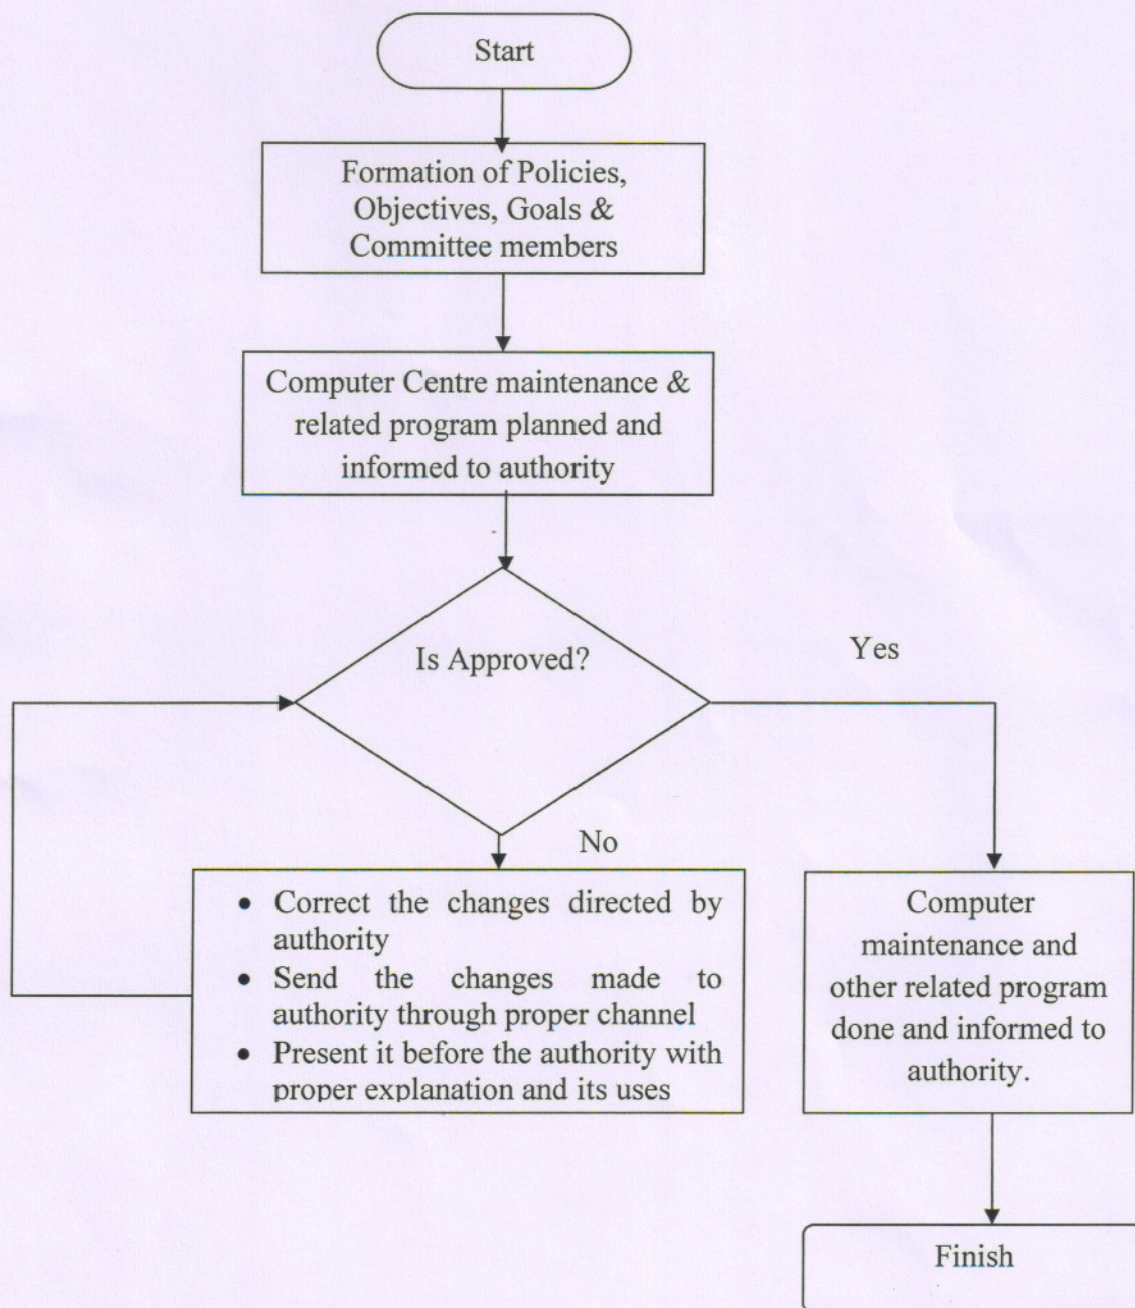 Start
Formation of Policies,
Objectives, Goals &
Committee members
Computer Centre maintenance &
related program planned and
informed to authority
Is Approved?
Yes
No
• Correct the changes directed by
authority
• Send the changes made to
authority through proper channel
• Present it before the authority with
proper explanation and its uses
Computer
maintenance and
other related program
done and informed to
authority.
Finish